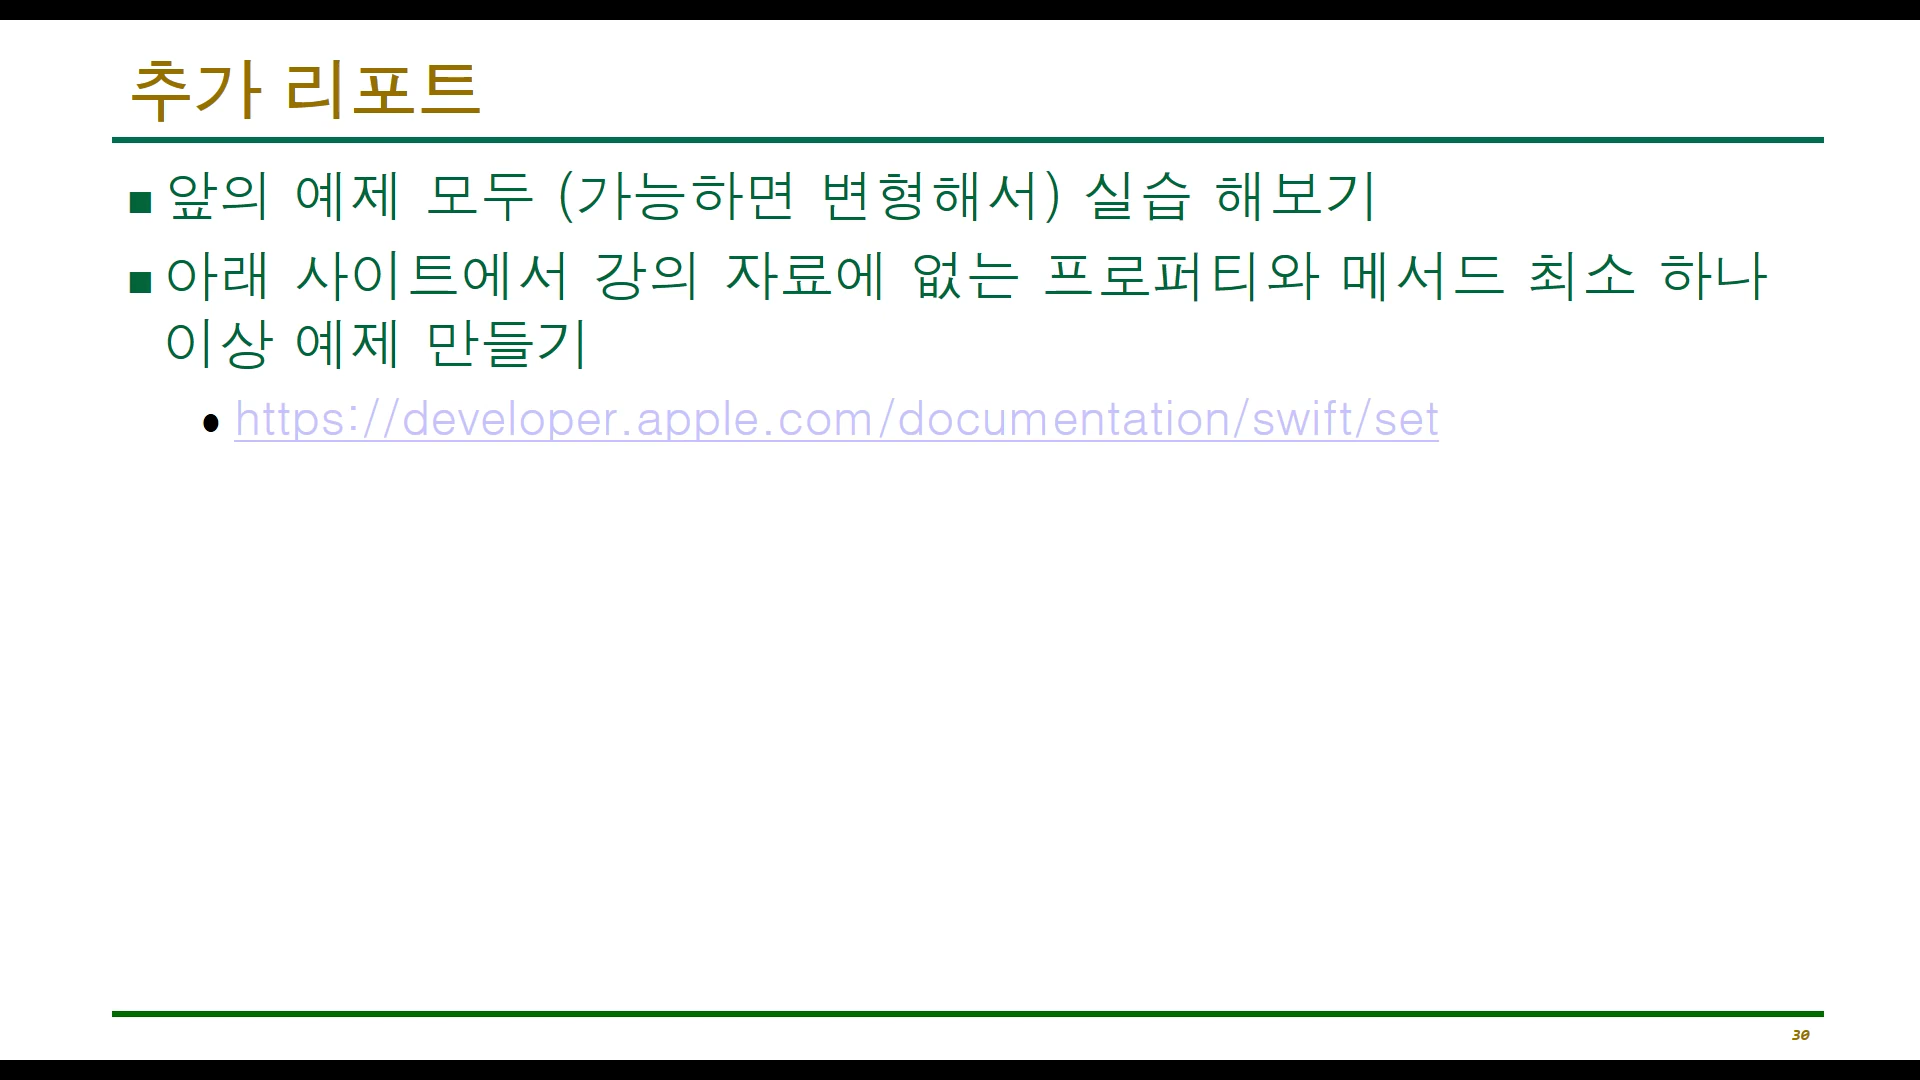 추가 리포트
■ 앞의 예제 모두 (가능하면 변형해서) 실습 해보기
■ 아래 사이트에서 강의 자료에 없는 프로퍼티와 메서드 최소 하나
이상 예제 만들기
● https://developer.apple.com/documentation/swift/set
30